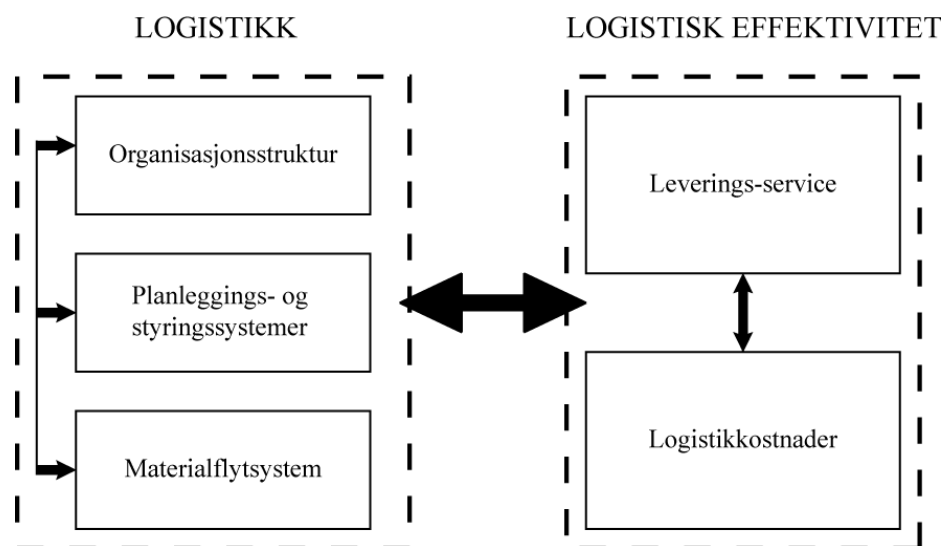 LOGISTIKK
LOGISTISK EFFEKTIVITET
Organisasjonsstruktur
Planleggings- og
styringssystemer
Materialflytsystem
Leverings-service
Logistikkostnader